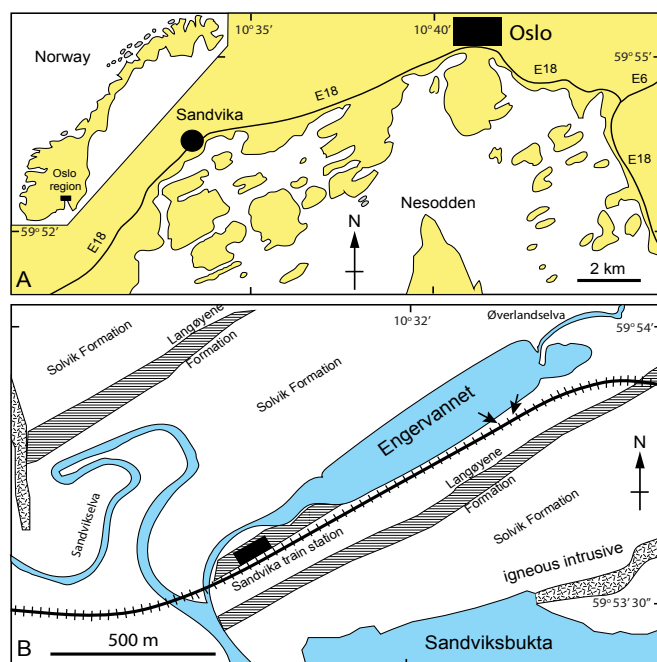 10° 35'
10° 40'
Oslo
59° 55'
Norway
E18
E18
E6
Sandvika
E18
Oslo
region
Nesodden
N
59° 52'
E18
A
2 km
10° 32'
Øverlandselva
59° 54'
Solvik Formation
Langøyene
Formation
Solvik Formation
Engervannet
N
Langøyene
Formation
Sandvikselva
Solvik Formation
Sandvika train station
igneous intrusive
59° 53' 30"
B
500 m
Sandviksbukta